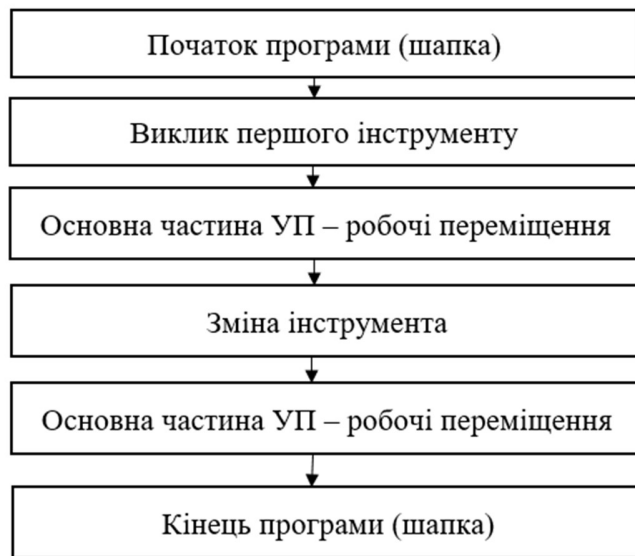 Початок програми (шапка)
Виклик першого інструменту
Основна частина УП – робочі переміщення
Зміна інструмента
Основна частина УП – робочі переміщення
Кінець програми (шапка)